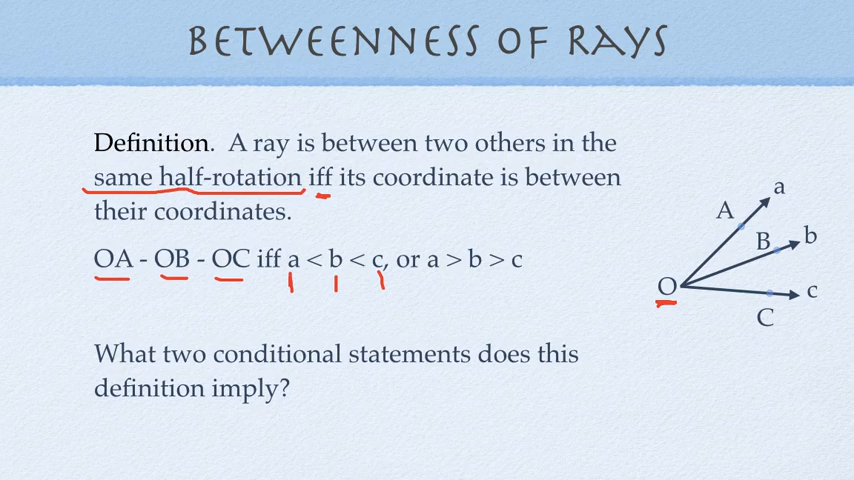 BETWEENNESS OF RAYS
Definition. A ray is between two others in the
same half-rotation iff its coordinate is between
their coordinates.
OA - OB - OC iff a < b < c, or a > b > c
What two conditional statements does this
definition imply?
a
A
B b
O
c
C